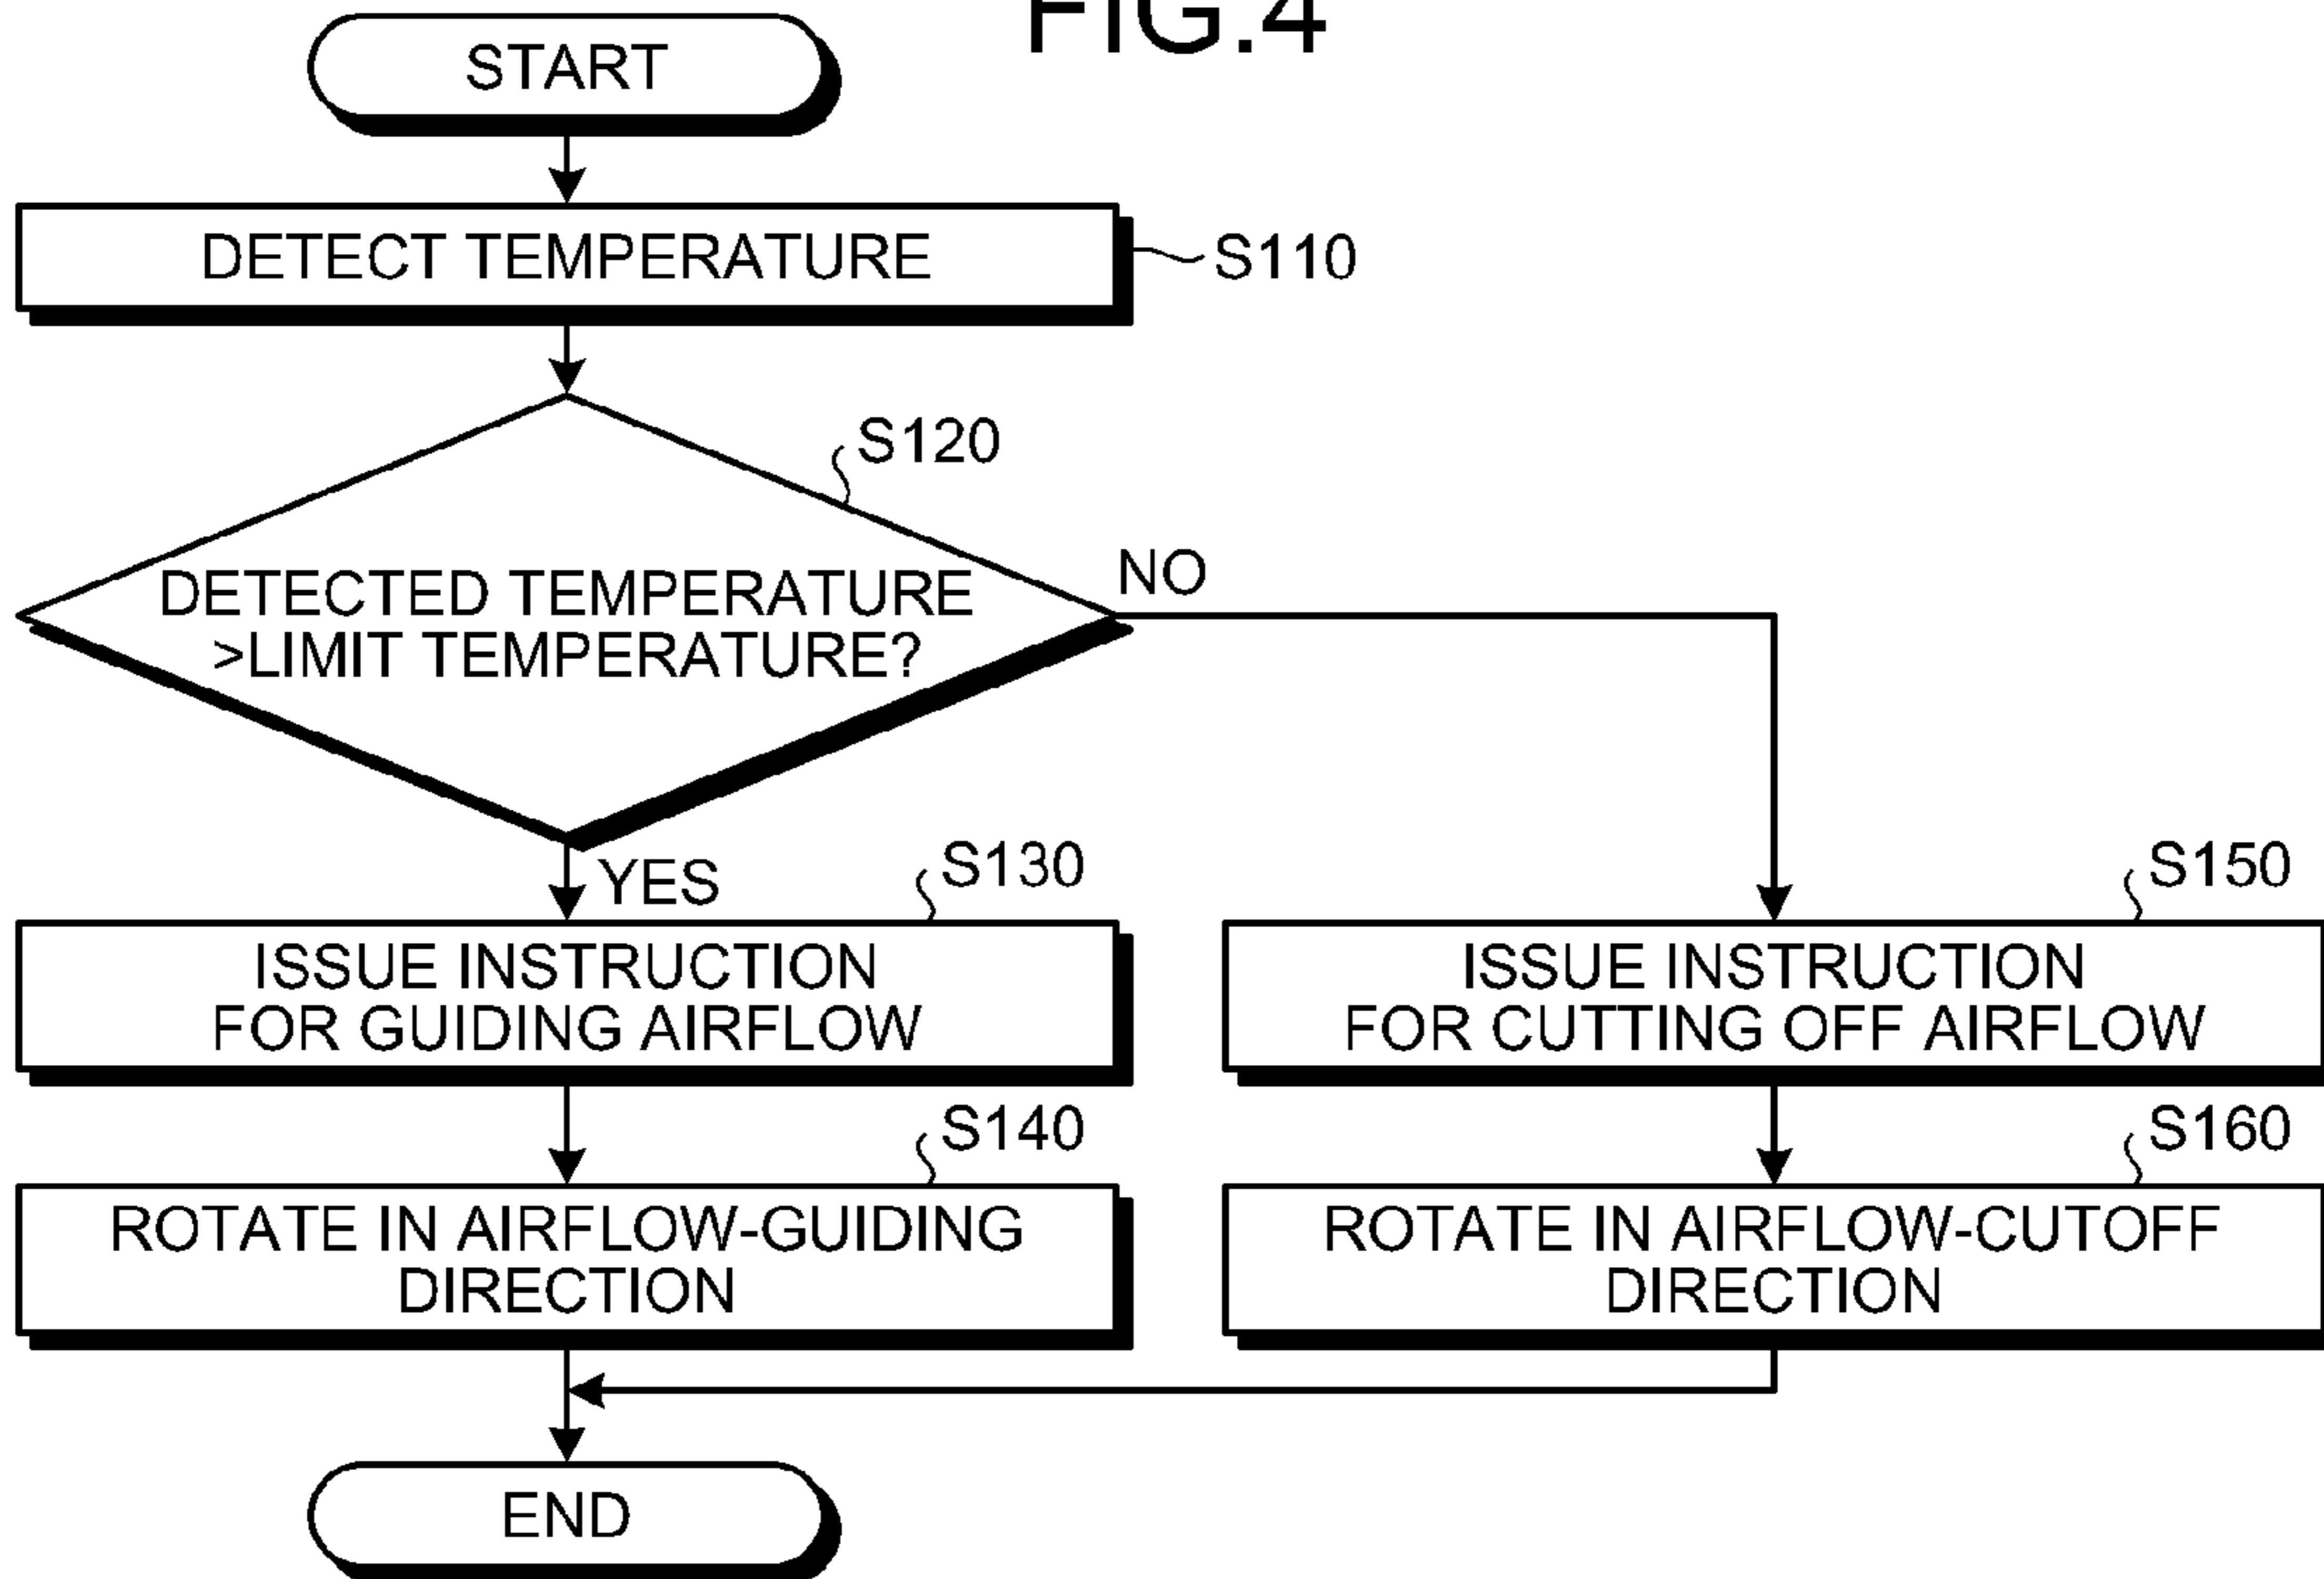 FIG.4
START
DETECT TEMPERATURE
S110
S120
DETECTED TEMPERATURE
>LIMIT TEMPERATURE?
NO
YES
S130
ISSUE INSTRUCTION
FOR GUIDING AIRFLOW
S150
ISSUE INSTRUCTION
FOR CUTTING OFF AIRFLOW
S140
ROTATE IN AIRFLOW-GUIDING
DIRECTION
S160
ROTATE IN AIRFLOW-CUTOFF
DIRECTION
END